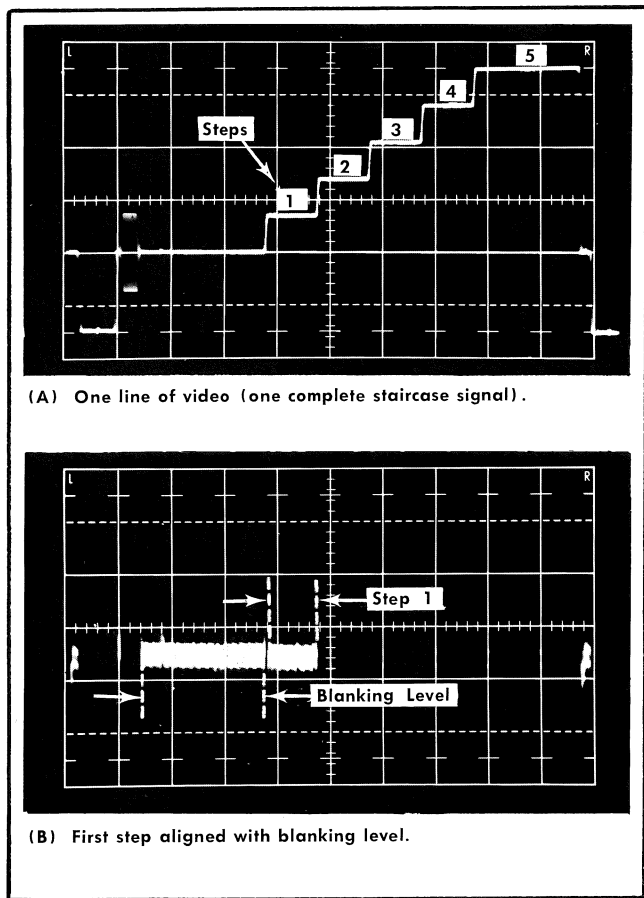 L R
5
4
Steps
3
2
1
(A) One line of video (one complete staircase signal).
L R
Step 1
Blanking Level
(B) First step aligned with blanking level.